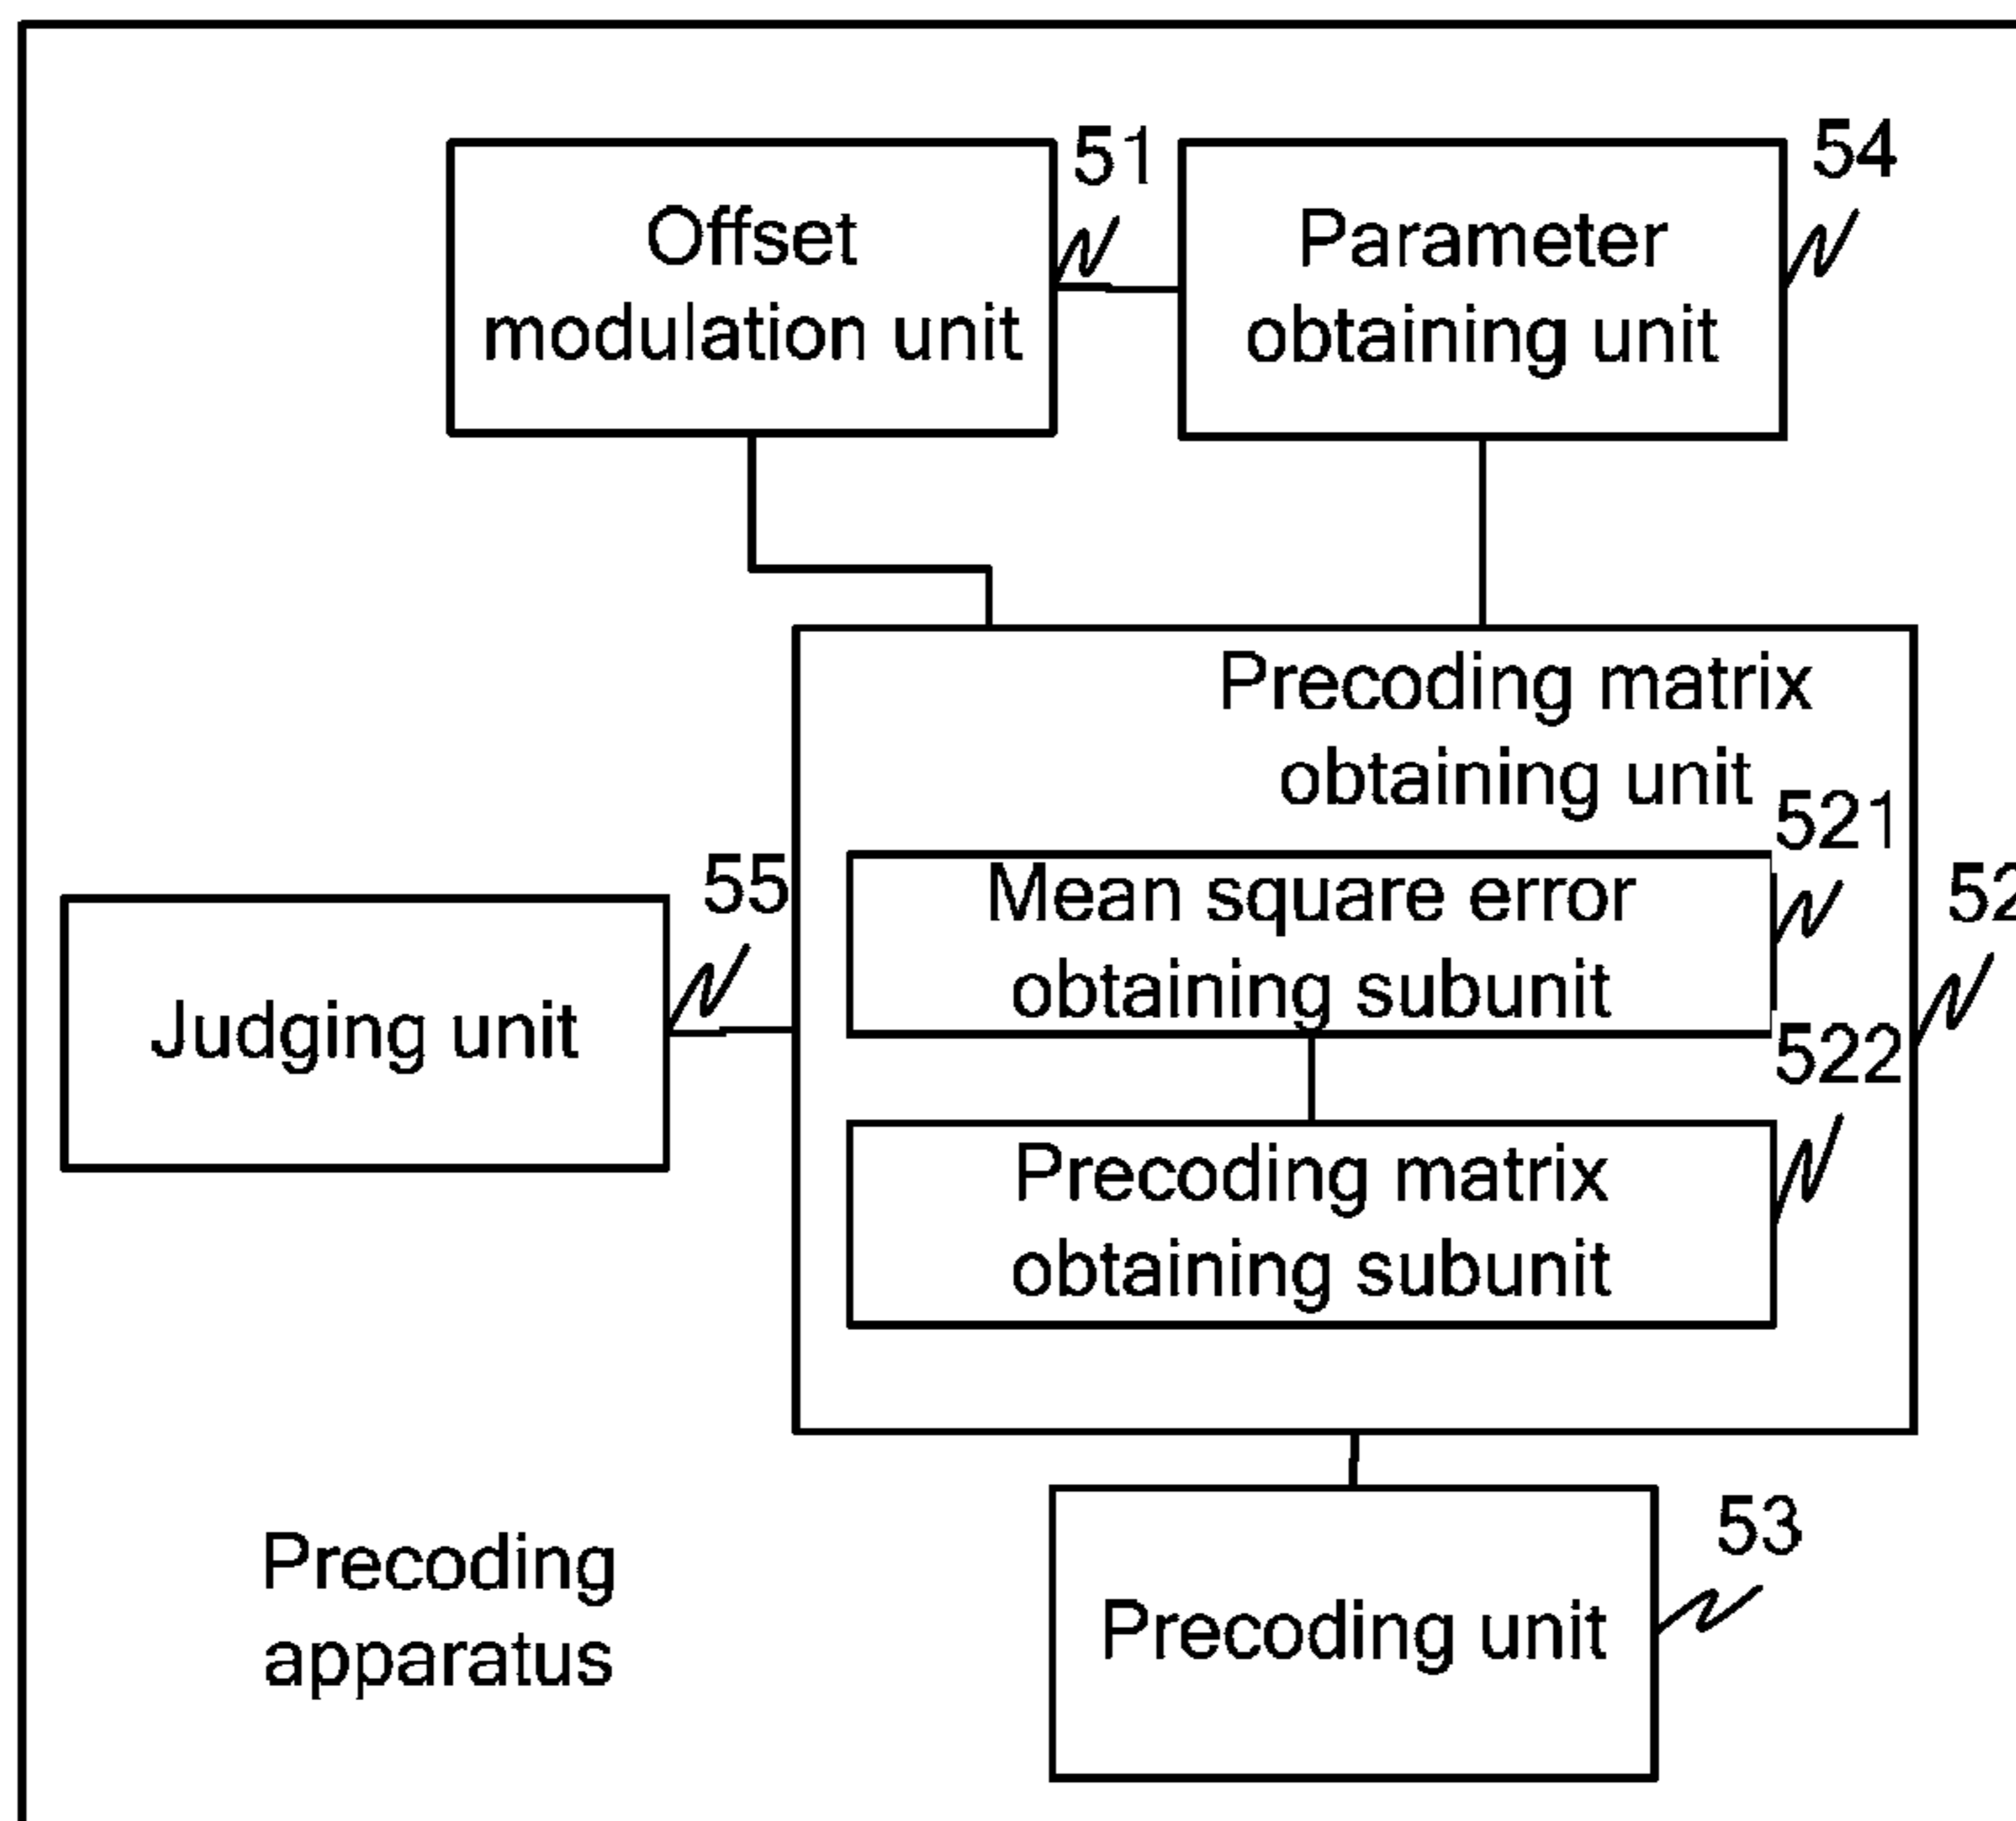 51
54
Offset
modulation unit
Parameter
obtaining unit
Precoding matrix
obtaining unit
521
Mean square error
obtaining subunit
52
55
Judging unit
522
Precoding matrix
obtaining subunit
53
Precoding unit
Precoding
apparatus